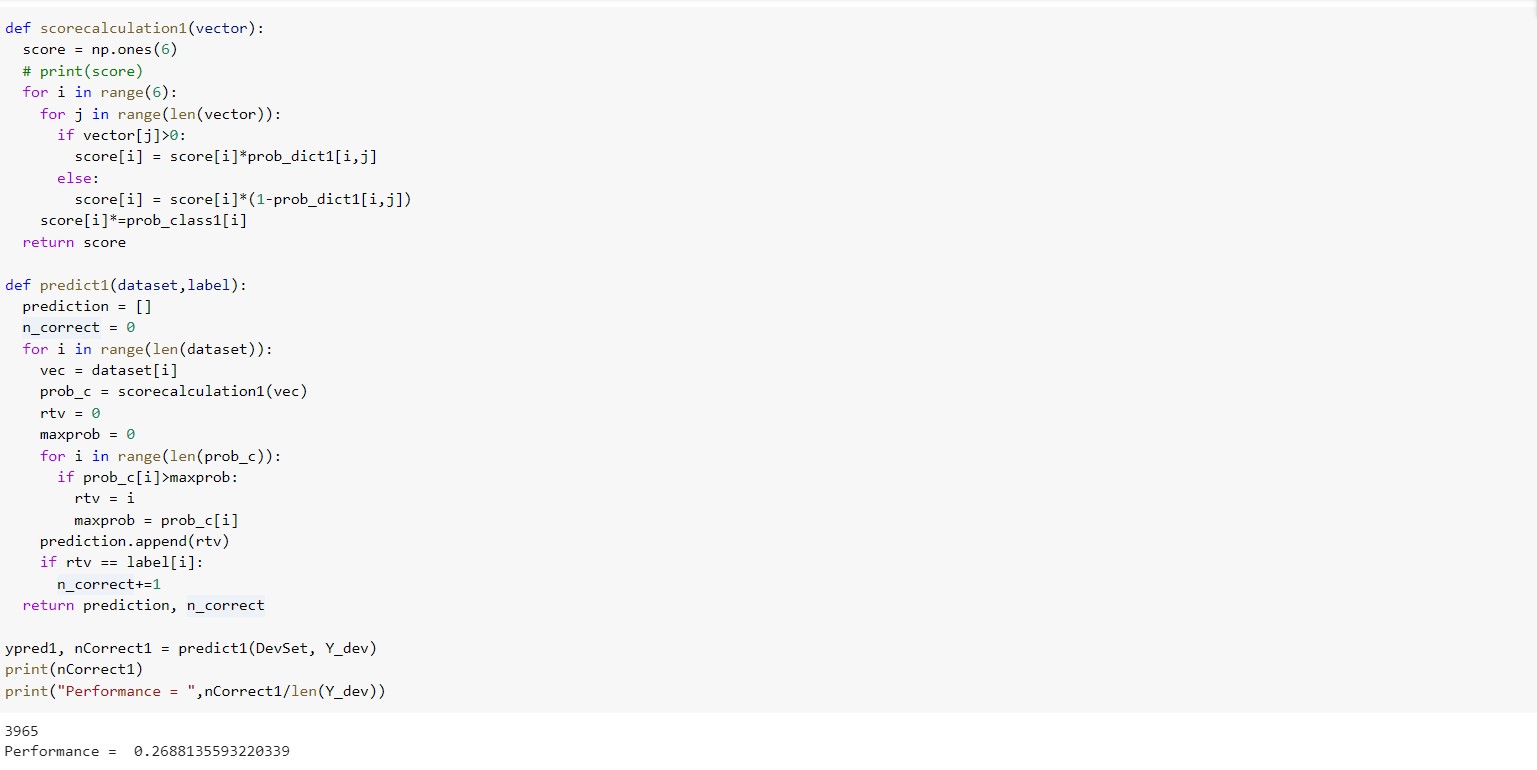 def scorecalculation1(vector):
  score = np.ones(6)
  # print(score)
  for i in range(6):
    for j in range(len(vector)):
      if vector[j]>0:
        score[i] = score[i]*prob_dict1[i,j]
      else:
        score[i] = score[i]*(1-prob_dict1[i,j])
    score[i]*=prob_class1[i]
  return score

def predict1(dataset,label):
  prediction = []
  n_correct = 0
  for i in range(len(dataset)):
    vec = dataset[i]
    prob_c = scorecalculation1(vec)
    rtv = 0
    maxprob = 0
    for i in range(len(prob_c)):
      if prob_c[i]>maxprob:
        rtv = i
        maxprob = prob_c[i]
    prediction.append(rtv)
    if rtv == label[i]:
      n_correct+=1
  return prediction, n_correct

ypred1, nCorrect1 = predict1(DevSet, Y_dev)
print(nCorrect1)
print("Performance = ",nCorrect1/len(Y_dev))

3965
Performance =  0.2688135593220339